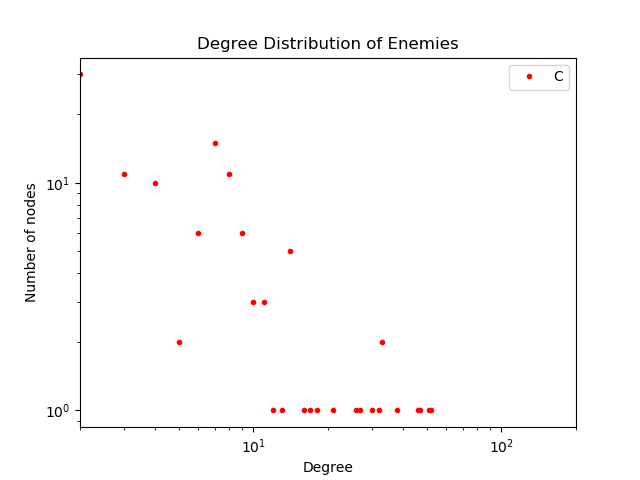 Degree Distribution of Enemies
C
Number of nodes
10¹
10⁰
10¹
10²
Degree